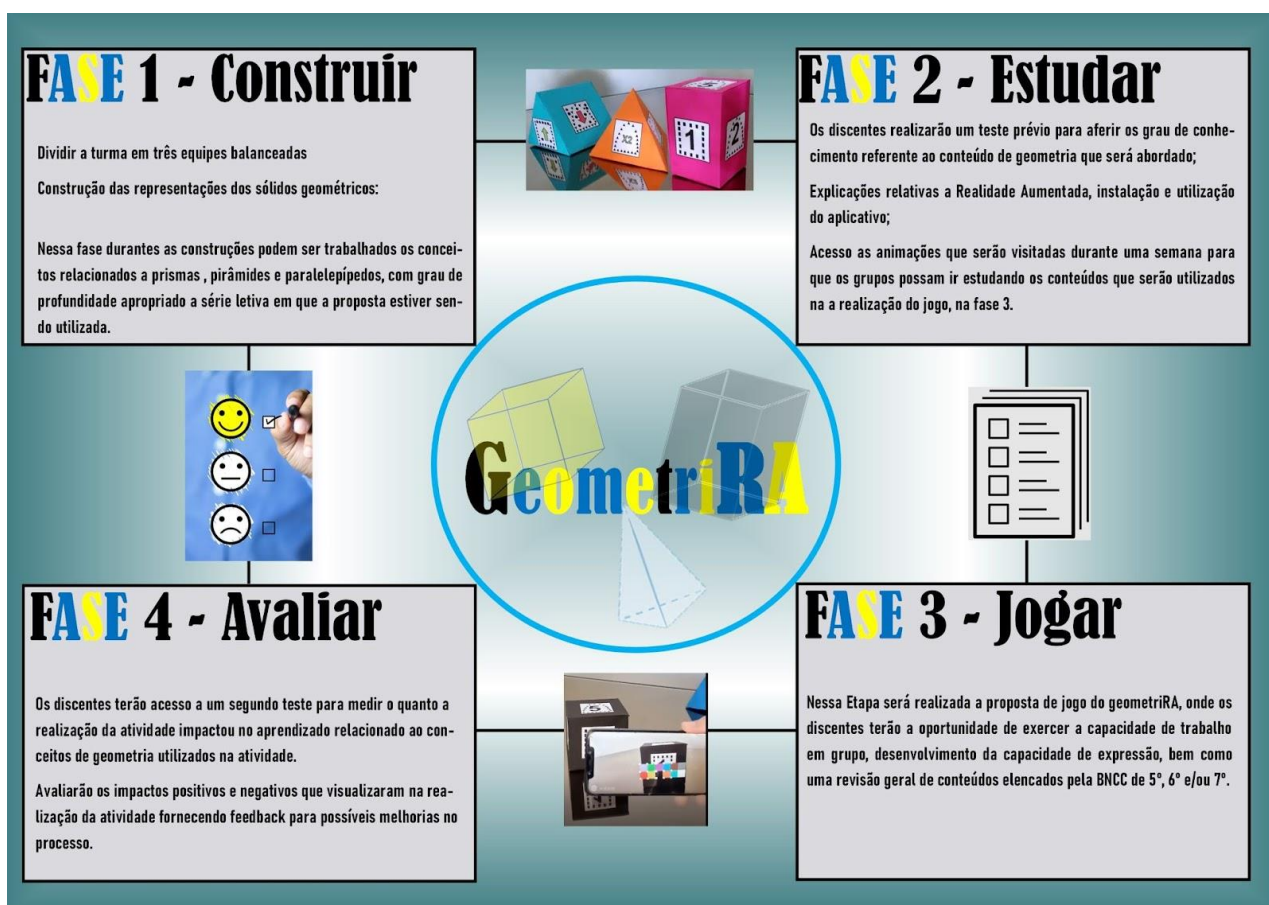 FASE 1 - Construir
Dividir a turma em três equipes balanceadas
Construção das representações dos sólidos geométricos:
Nessa fase durantes as construções podem ser trabalhados os concei-
tos relacionados a prismas , pirâmides e paralelepípedos, com grau de
profundidade apropriado a série letiva em que a proposta estiver sen-
do utilizada.
FASE 2 - Estudar
Os discentes realizarão um teste prévio para aferir os grau de conhe-
cimento referente ao conteúdo de geometria que será abordado;
Explicações relativas a Realidade Aumentada, instalação e utilização
do aplicativo;
Acesso as animações que serão visitadas durante uma semana para
que os grupos possam ir estudando os conteúdos que serão utilizados
na a realização do jogo, na fase 3.
X2
1
2
5
GeometriRA
FASE 4 - Avaliar
Os discentes terão acesso a um segundo teste para medir o quanto a
realização da atividade impactou no aprendizado relacionado ao con-
ceitos de geometria utilizados na atividade.
Avaliarão os impactos positivos e negativos que visualizaram na rea-
lização da atividade fornecendo feedback para possíveis melhorias no
processo.
5
FASE 3 - Jogar
Nessa Etapa será realizada a proposta de jogo do geometriRA, onde os
discentes terão a oportunidade de exercer a capacidade de trabalho
em grupo, desenvolvimento da capacidade de expressão, bem como
uma revisão geral de conteúdos elencados pela BNCC de 5º, 6º e/ou 7º.